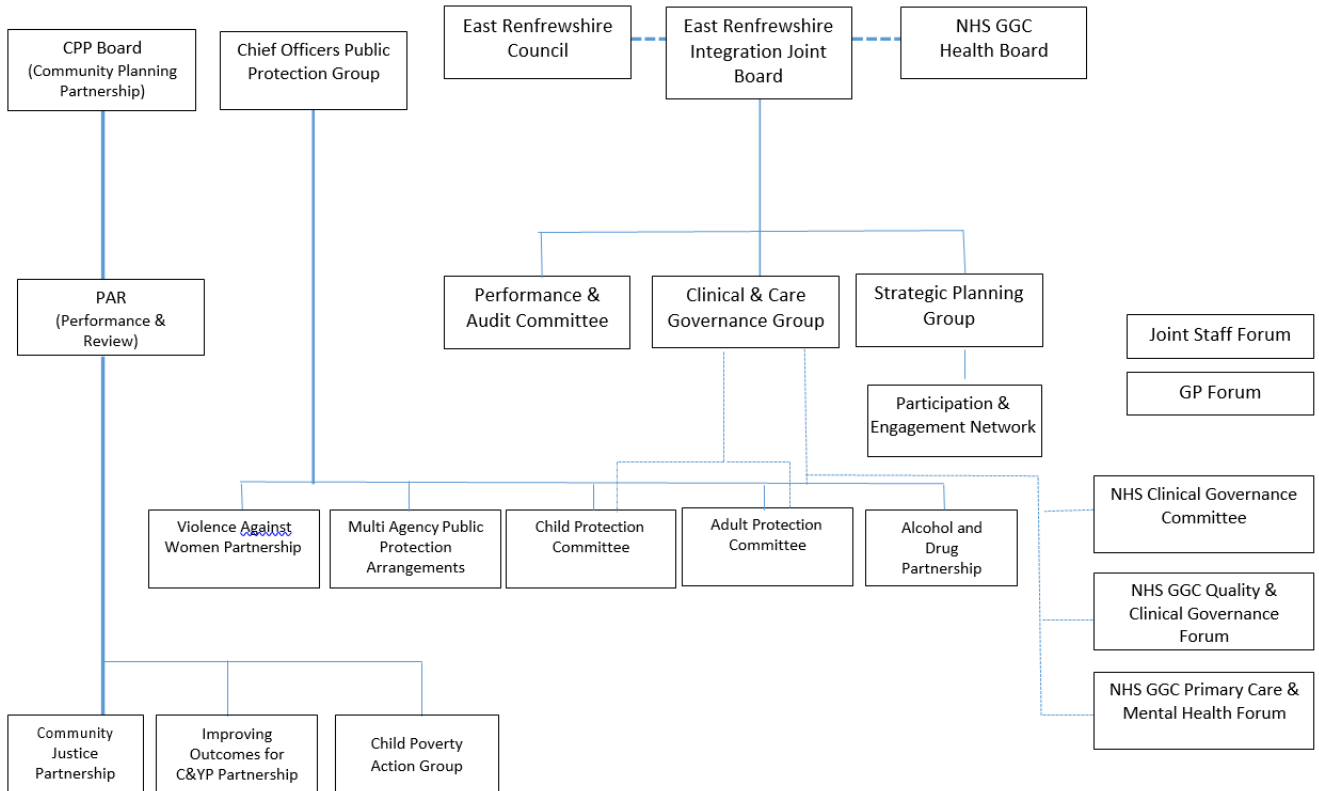 CPP Board
(Community Planning
Partnership)
Chief Officers Public
Protection Group
East Renfrewshire
Council
East Renfrewshire
Integration Joint
Board
NHS GGC
Health Board
PAR
(Performance &
Review)
Performance &
Audit Committee
Clinical & Care
Governance Group
Strategic Planning
Group
Joint Staff Forum
GP Forum
Participation &
Engagement Network
NHS Clinical Governance
Committee
Violence Against
Women Partnership
Multi Agency Public
Protection
Arrangements
Child Protection
Committee
Adult Protection
Committee
Alcohol and
Drug
Partnership
NHS GGC Quality &
Clinical Governance
Forum
NHS GGC Primary Care &
Mental Health Forum
Community
Justice
Partnership
Improving
Outcomes for
C&YP Partnership
Child Poverty
Action Group